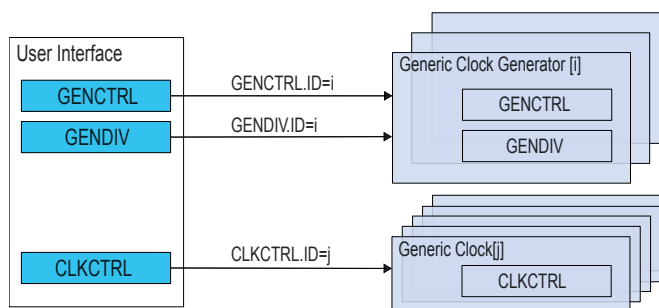 User Interface
GENCTRL
GENDIV
CLKCTRL
GENCTRL.ID=i
GENDIV.ID=i
CLKCTRL.ID=j
Generic Clock Generator [i]
GENCTRL
GENDIV
Generic Clock[j]
CLKCTRL